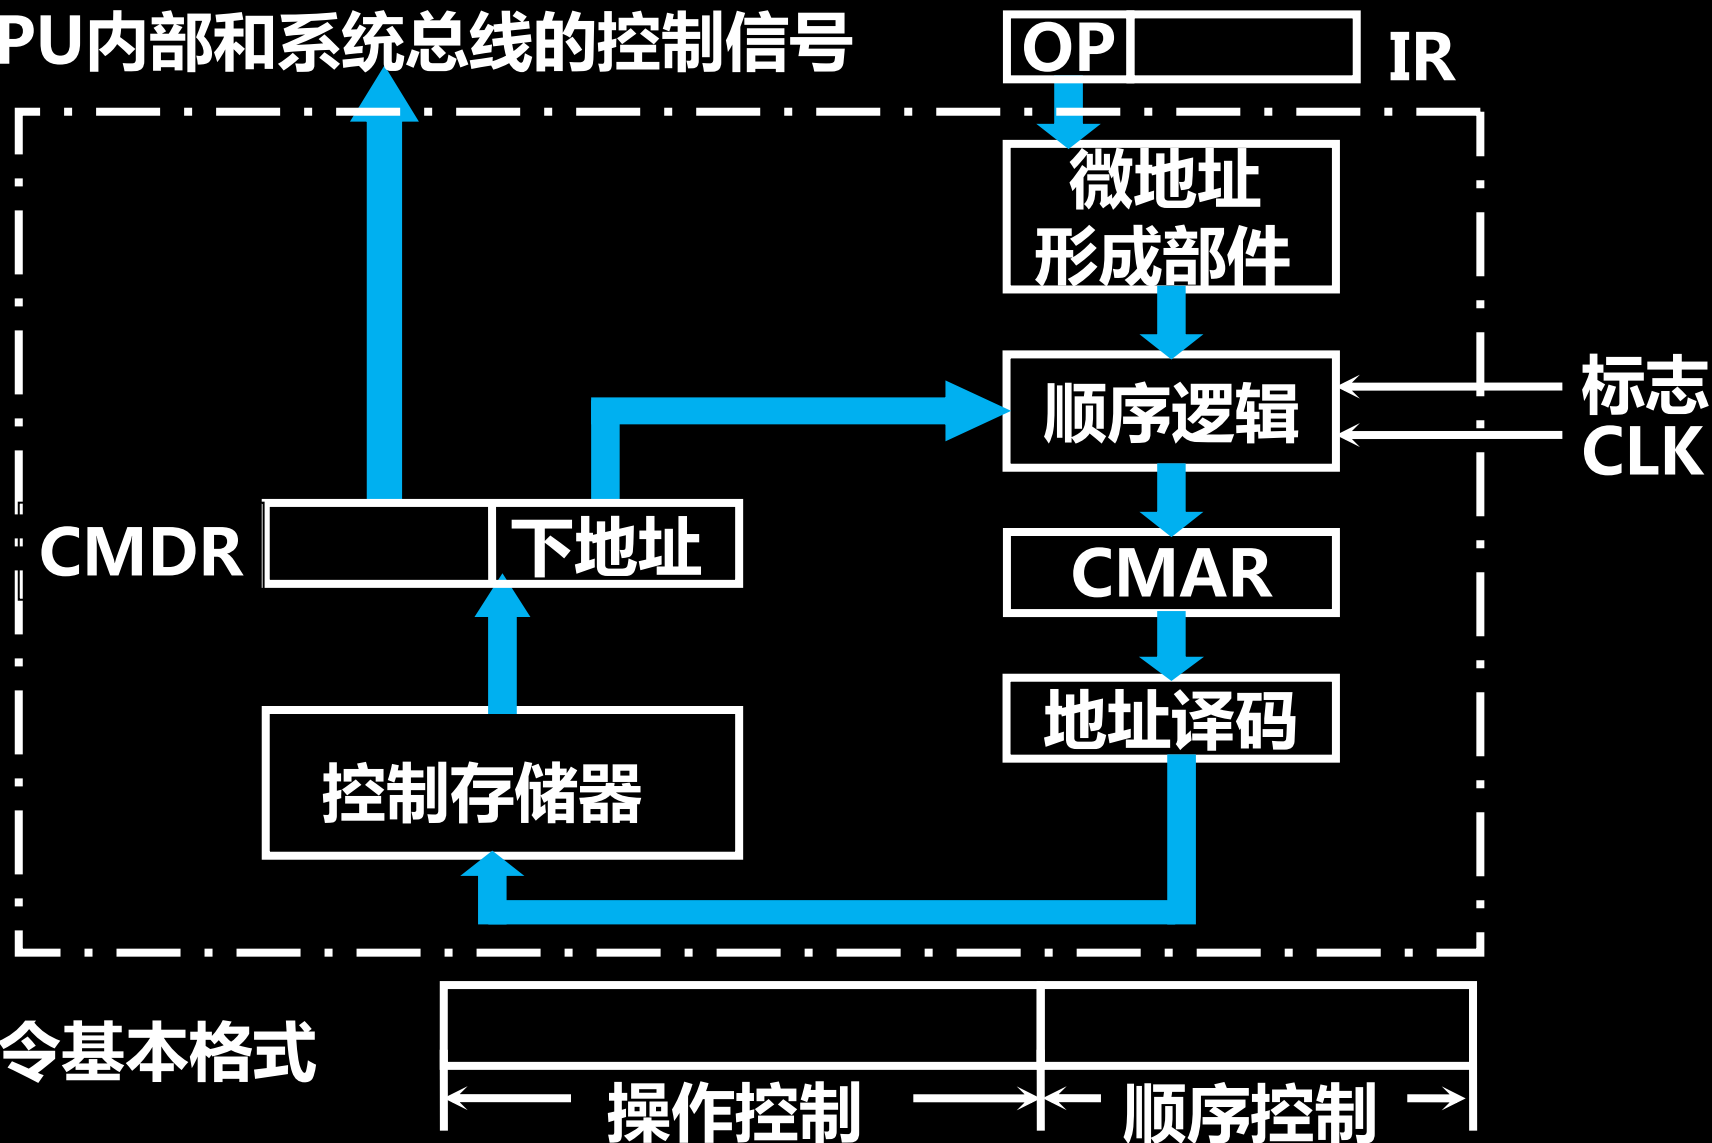 PU内部和系统总线的控制信号
OP
IR
微地址
形成部件
顺序逻辑
标志
CLK
CMDR
下地址
CMAR
地址译码
控制存储器
令基本格式
操作控制
顺序控制